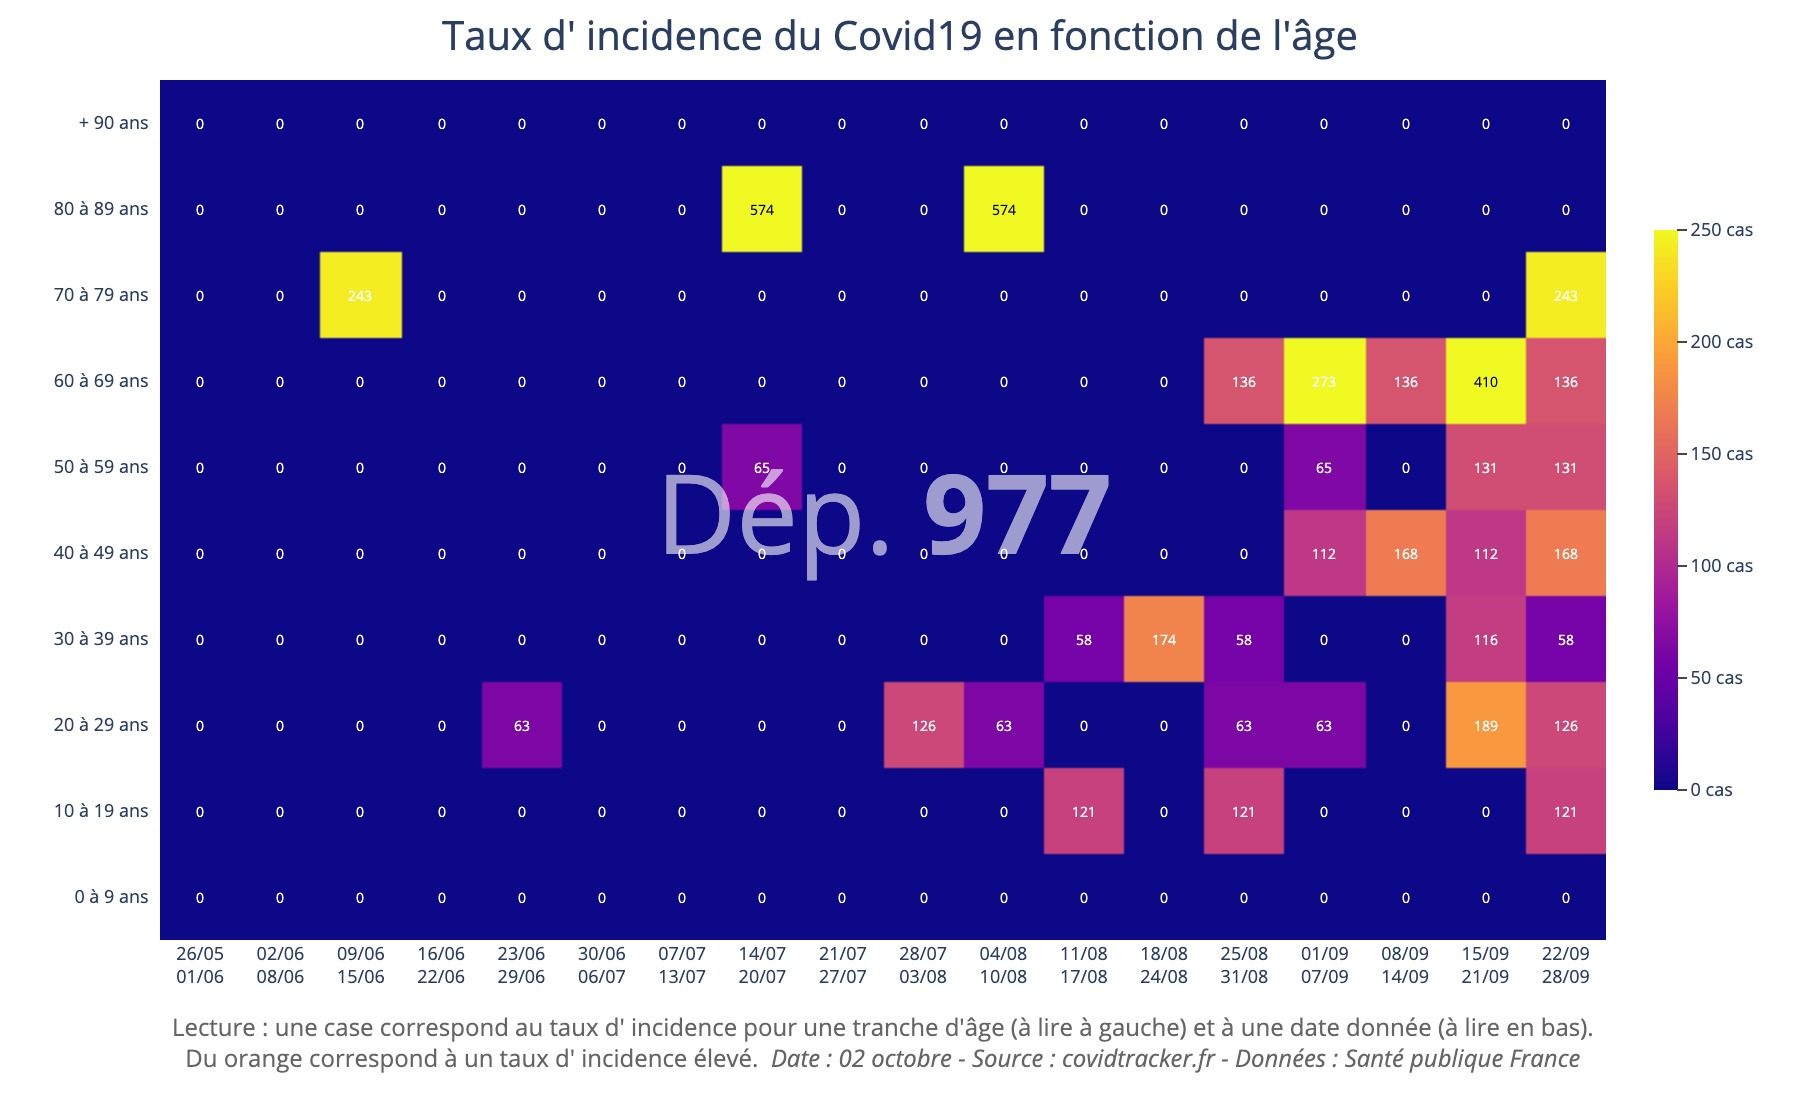 Taux d' incidence du Covid19 en fonction de l'âge
+ 90 ans 0 0 0 0 0 0 0 0 0 0 0 0 0 0 0 0 0 0
80 à 89 ans 0 0 0 0 0 0 0 574 0 0 574 0 0 0 0 0 0 0
250 cas
70 à 79 ans 0 0 243 0 0 0 0 0 0 0 0 0 0 0 0 0 0 243
200 cas
60 à 69 ans 0 0 0 0 0 0 0 0 0 0 0 0 0 136 273 136 410 136
150 cas
50 à 59 ans 0 0 0 0 0 0 0 65 0 0 0 0 0 0 65 0 131 131
Dép. 977
40 à 49 ans 0 0 0 0 0 0 0 0 0 0 0 0 0 0 112 168 112 168
100 cas
30 à 39 ans 0 0 0 0 0 0 0 0 0 0 0 58 174 58 0 0 116 58
50 cas
20 à 29 ans 0 0 0 0 63 0 0 0 0 126 63 0 0 63 63 0 189 126
0 cas
10 à 19 ans 0 0 0 0 0 0 0 0 0 0 0 121 0 121 0 0 0 121
0 à 9 ans 0 0 0 0 0 0 0 0 0 0 0 0 0 0 0 0 0 0
26/05 02/06 09/06 16/06 23/06 30/06 07/07 14/07 21/07 28/07 04/08 11/08 18/08 25/08 01/09 08/09 15/09 22/09
01/06 08/06 15/06 22/06 29/06 06/07 13/07 20/07 27/07 03/08 10/08 17/08 24/08 31/08 07/09 14/09 21/09 28/09
Lecture : une case correspond au taux d' incidence pour une tranche d'âge (à lire à gauche) et à une date donnée (à lire en bas).
Du orange correspond à un taux d' incidence élevé. Date : 02 octobre - Source : covidtracker.fr - Données : Santé publique France